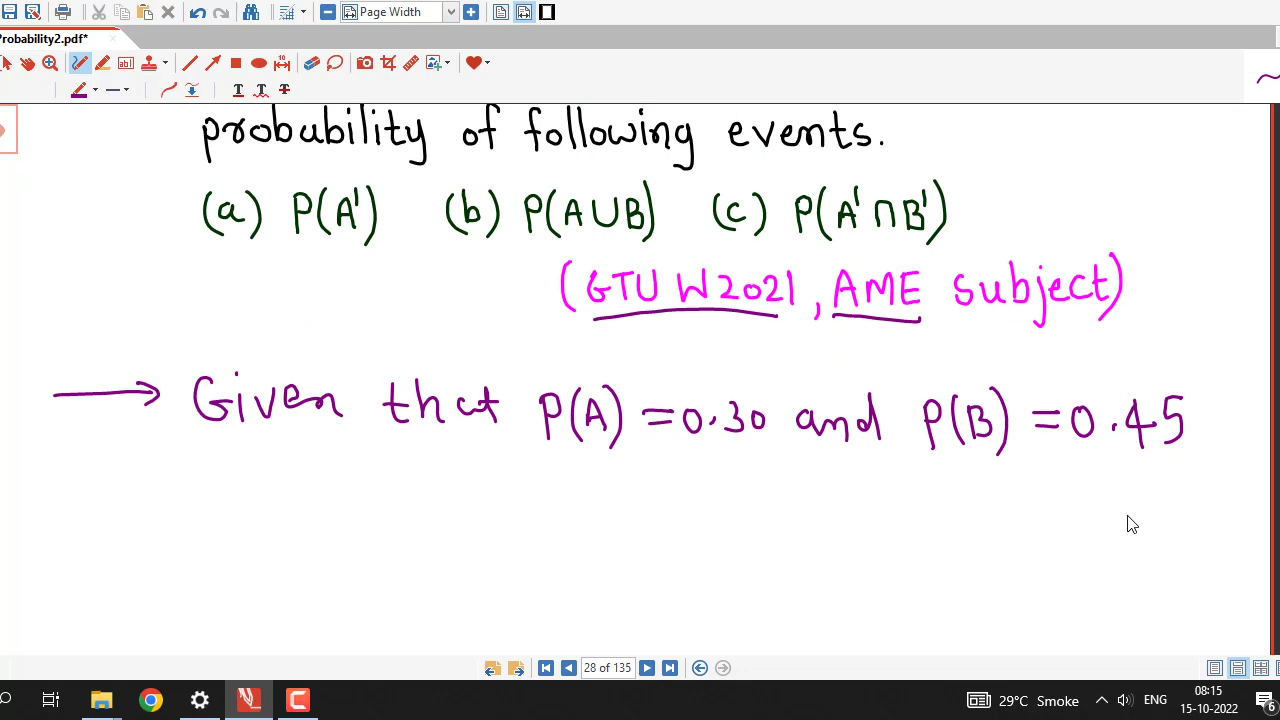 Page Width
Probability2.pdf*
probability of following events.
(a) P(A') (b) P(A∪B) (c) P(A'∩B')
(GTU W2021, AME subject)
→ Given that P(A) = 0.30 and P(B) = 0.45
28 of 135
29°C Smoke ENG 08:15
15-10-2022 6